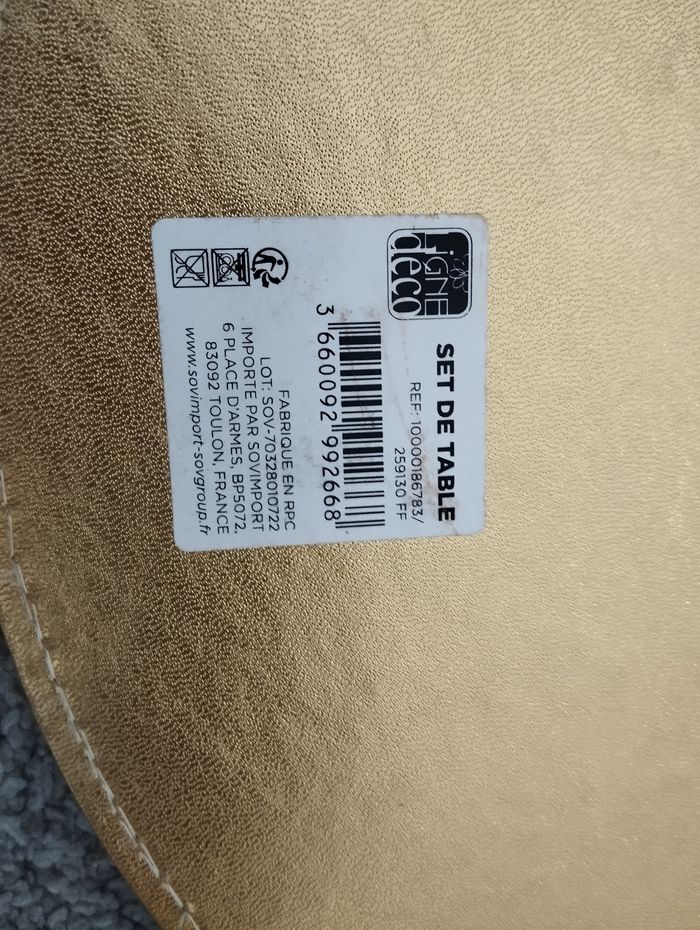 LiGNE
déco
SET DE TABLE
REF: 10000186783/
259130 FF
3 660092 992668
FABRIQUE EN RPC
LOT: SOV-70328010722
IMPORTE PAR SOVIMPORT
6 PLACE D'ARMES, BP5072,
83092 TOULON, FRANCE
www.sovimport-sovgroup.fr